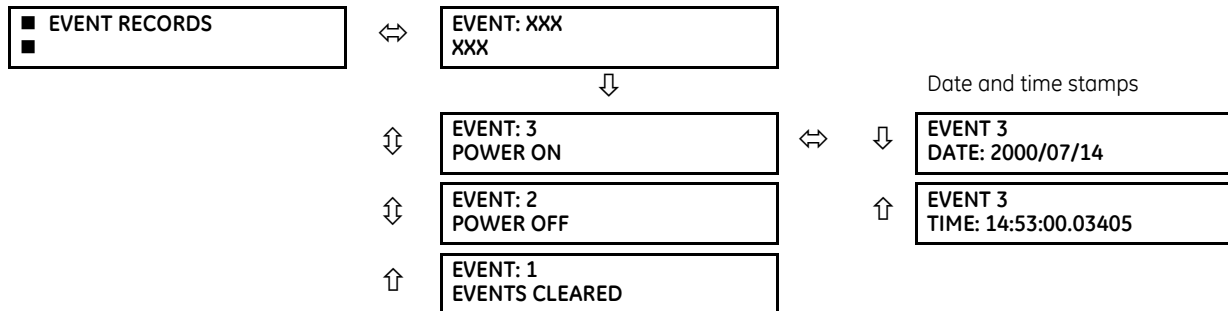 ■ EVENT RECORDS
■
EVENT: XXX
XXX
Date and time stamps
EVENT: 3
POWER ON
EVENT 3
DATE: 2000/07/14
EVENT: 2
POWER OFF
EVENT 3
TIME: 14:53:00.03405
EVENT: 1
EVENTS CLEARED